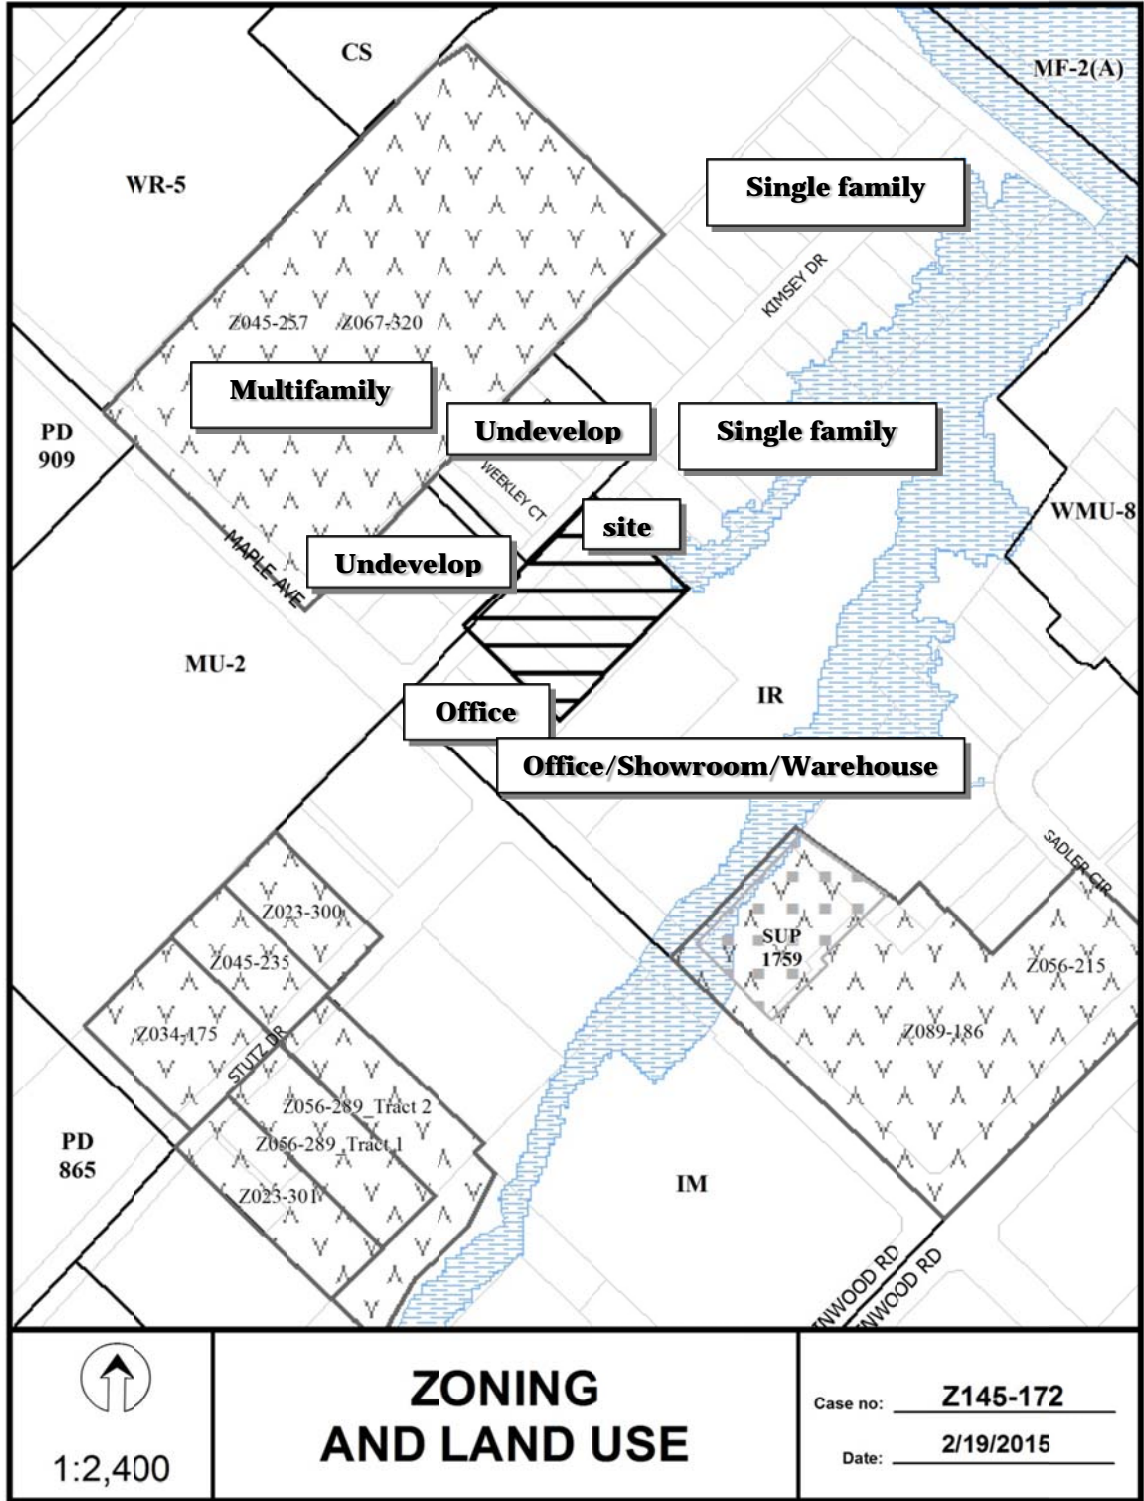 CS
MF-2(A)
WR-5
Single family
KIMSEY DR
Z045-257
Z067-320
Multifamily
Undevelop
Single family
PD
909
WEEKLEY CT
site
WMU-8
MAPLE AVE
Undevelop
MU-2
IR
Office
Office/Showroom/Warehouse
SADLER CIR
Z023-300
SUP
1759
Z045-235
Z056-215
Z034-175
Z089-186
STUTZ DR
Z056-289_Tract 2
Z056-289_Tract 1
PD
865
Z023-301
IM
NWOOD RD
NWOOD RD
1:2,400
ZONING
AND LAND USE
Case no: Z145-172
Date: 2/19/2015